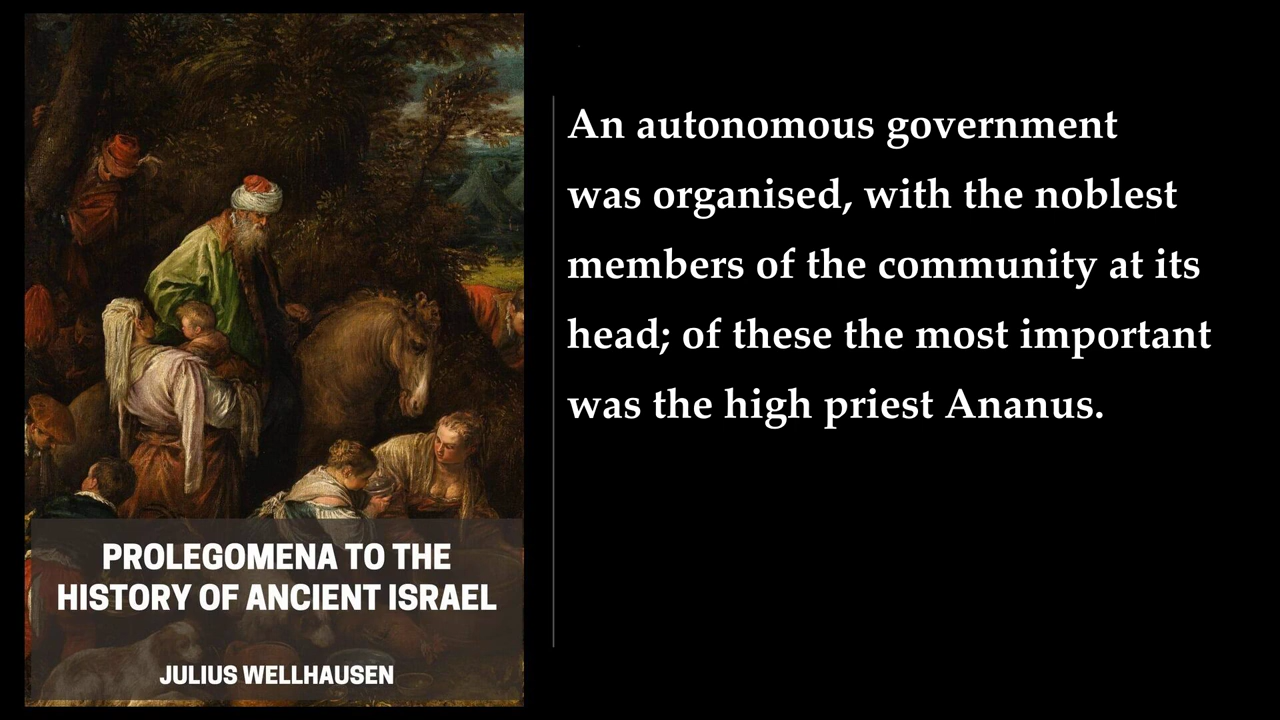 An autonomous government
was organised, with the noblest
members of the community at its
head; of these the most important
was the high priest Ananus.
PROLEGOMENA TO THE
HISTORY OF ANCIENT ISRAEL
JULIUS WELLHAUSEN